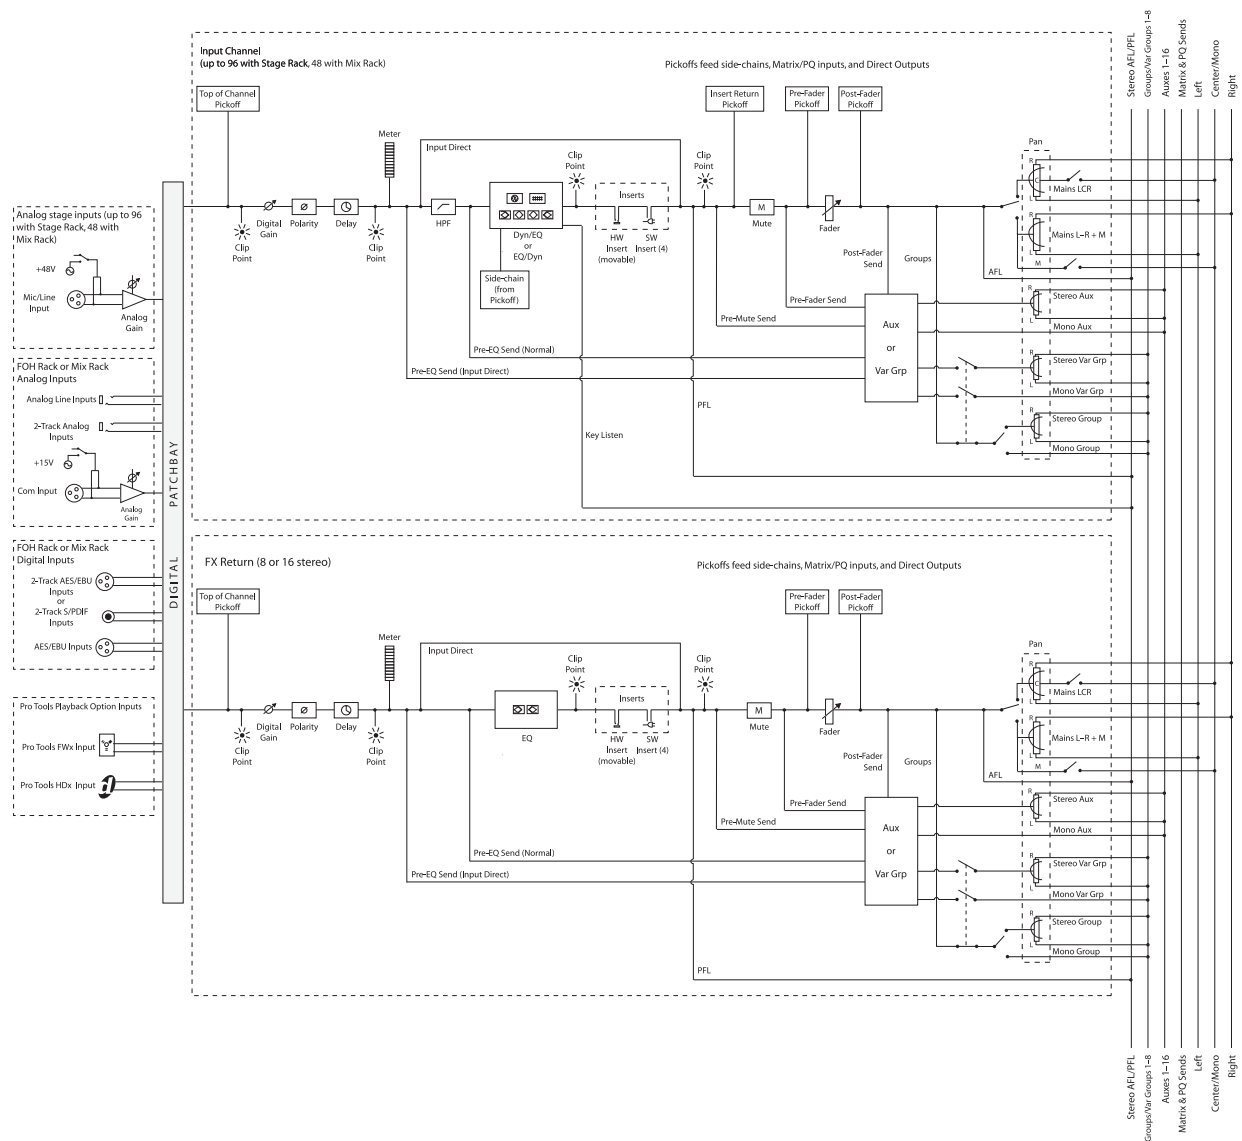 Stereo AFL/PFL
Groups/Var Groups 1–8
Auxes 1–16
Matrix & PQ Sends
Left
Center/Mono
Right
Input Channel
(up to 96 with Stage Rack, 48 with Mix Rack)
Pickoffs feed side-chains, Matrix/PQ inputs, and Direct Outputs
Top of Channel
Pickoff
Insert Return
Pickoff
Pre-Fader
Pickoff
Post-Fader
Pickoff
Meter
Input Direct
Clip
Point
Clip
Point
Pan
R
C
L
Mains LCR
Inserts
Clip
Point
Digital
Gain
Polarity
Delay
Clip
Point
HPF
Dyn/EQ
or
EQ/Dyn
HW
Insert
(movable)
SW
Insert (4)
M
Mute
Fader
R
Mains L–R + M
L
M
Side-chain
(from
Pickoff)
Post-Fader
Send
Groups
AFL
Pre-Fader Send
Pre-Mute Send
Pre-EQ Send (Normal)
Pre-EQ Send (Input Direct)
Aux
or
Var Grp
R
Stereo Aux
L
Mono Aux
R
Stereo Var Grp
L
Mono Var Grp
R
Stereo Group
L
Mono Group
PFL
Key Listen
Analog stage inputs (up to 96
with Stage Rack, 48 with
Mix Rack)
+48V
Mic/Line
Input
Analog
Gain
FOH Rack or Mix Rack
Analog Inputs
Analog Line Inputs
2-Track Analog
Inputs
+15V
Com Input
Analog
Gain
FOH Rack or Mix Rack
Digital Inputs
2-Track AES/EBU
Inputs
or
2-Track S/PDIF
Inputs
AES/EBU Inputs
Pro Tools Playback Option Inputs
Pro Tools FWx Input
Pro Tools HDx Input
DIGITAL PATCHBAY
FX Return (8 or 16 stereo)
Pickoffs feed side-chains, Matrix/PQ inputs, and Direct Outputs
Top of Channel
Pickoff
Pre-Fader
Pickoff
Post-Fader
Pickoff
Meter
Input Direct
Clip
Point
Clip
Point
Pan
R
C
L
Mains LCR
Inserts
Clip
Point
Digital
Gain
Polarity
Delay
Clip
Point
EQ
HW
Insert
(movable)
SW
Insert (4)
M
Mute
Fader
R
Mains L–R + M
L
M
Post-Fader
Send
Groups
AFL
Pre-Fader Send
Pre-Mute Send
Pre-EQ Send (Normal)
Pre-EQ Send (Input Direct)
Aux
or
Var Grp
R
Stereo Aux
L
Mono Aux
R
Stereo Var Grp
L
Mono Var Grp
R
Stereo Group
L
Mono Group
PFL
Stereo AFL/PFL
Groups/Var Groups 1–8
Auxes 1–16
Matrix & PQ Sends
Left
Center/Mono
Right